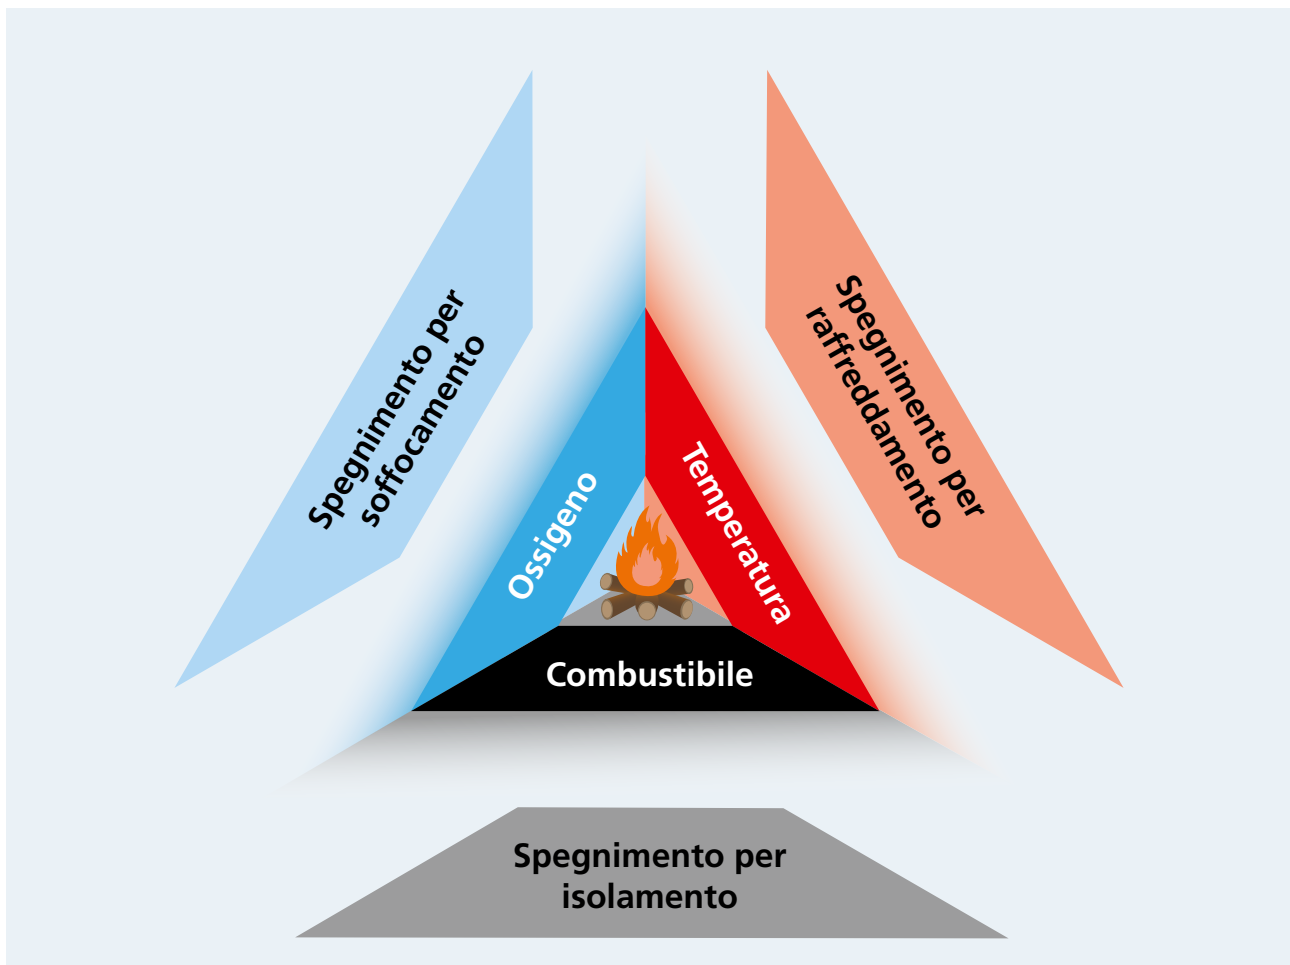 Spegnimento per
soffocamento
Spegnimento per
raffreddamento
Ossigeno
Temperatura
Combustibile
Spegnimento per
isolamento